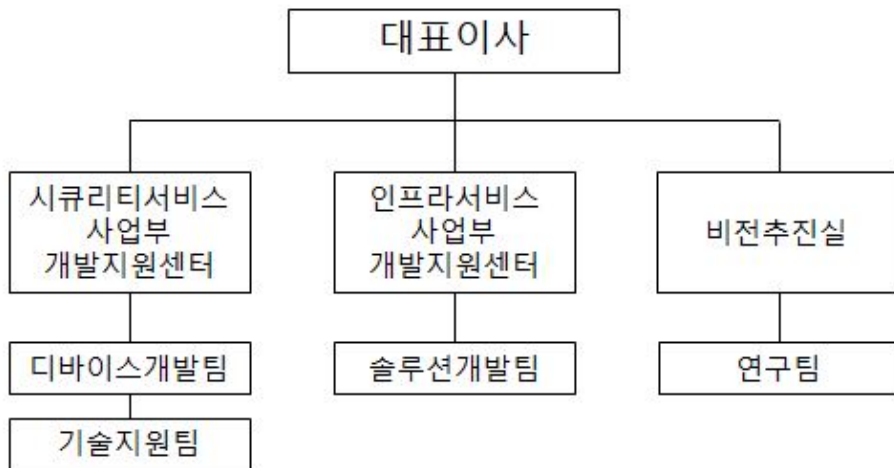 대표이사
시큐리티서비스
사업부
개발지원센터
인프라서비스
사업부
개발지원센터
비전추진실
디바이스개발팀
솔루션개발팀
연구팀
기술지원팀